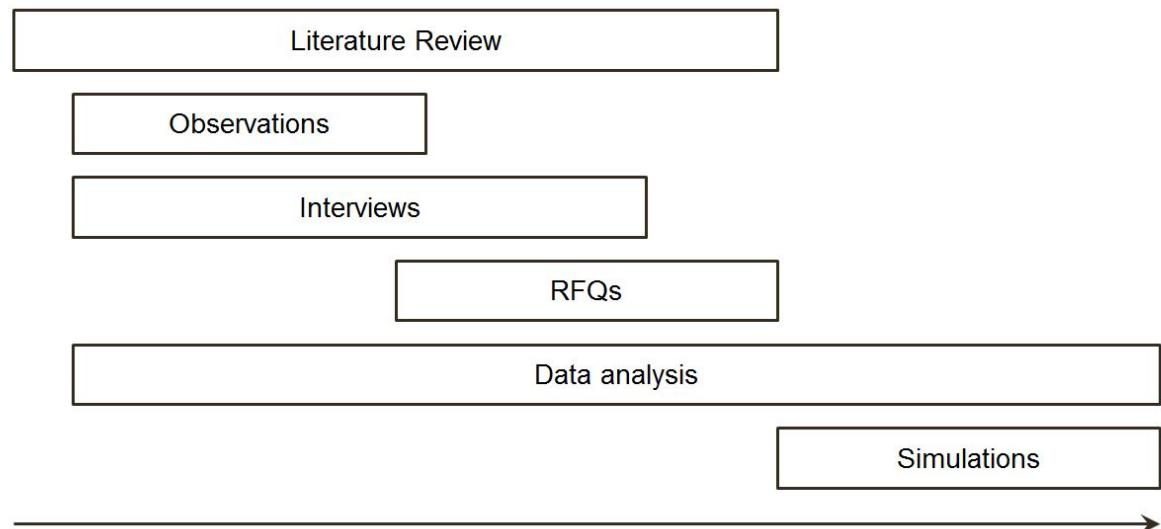 Literature Review
Observations
Interviews
RFQs
Data analysis
Simulations